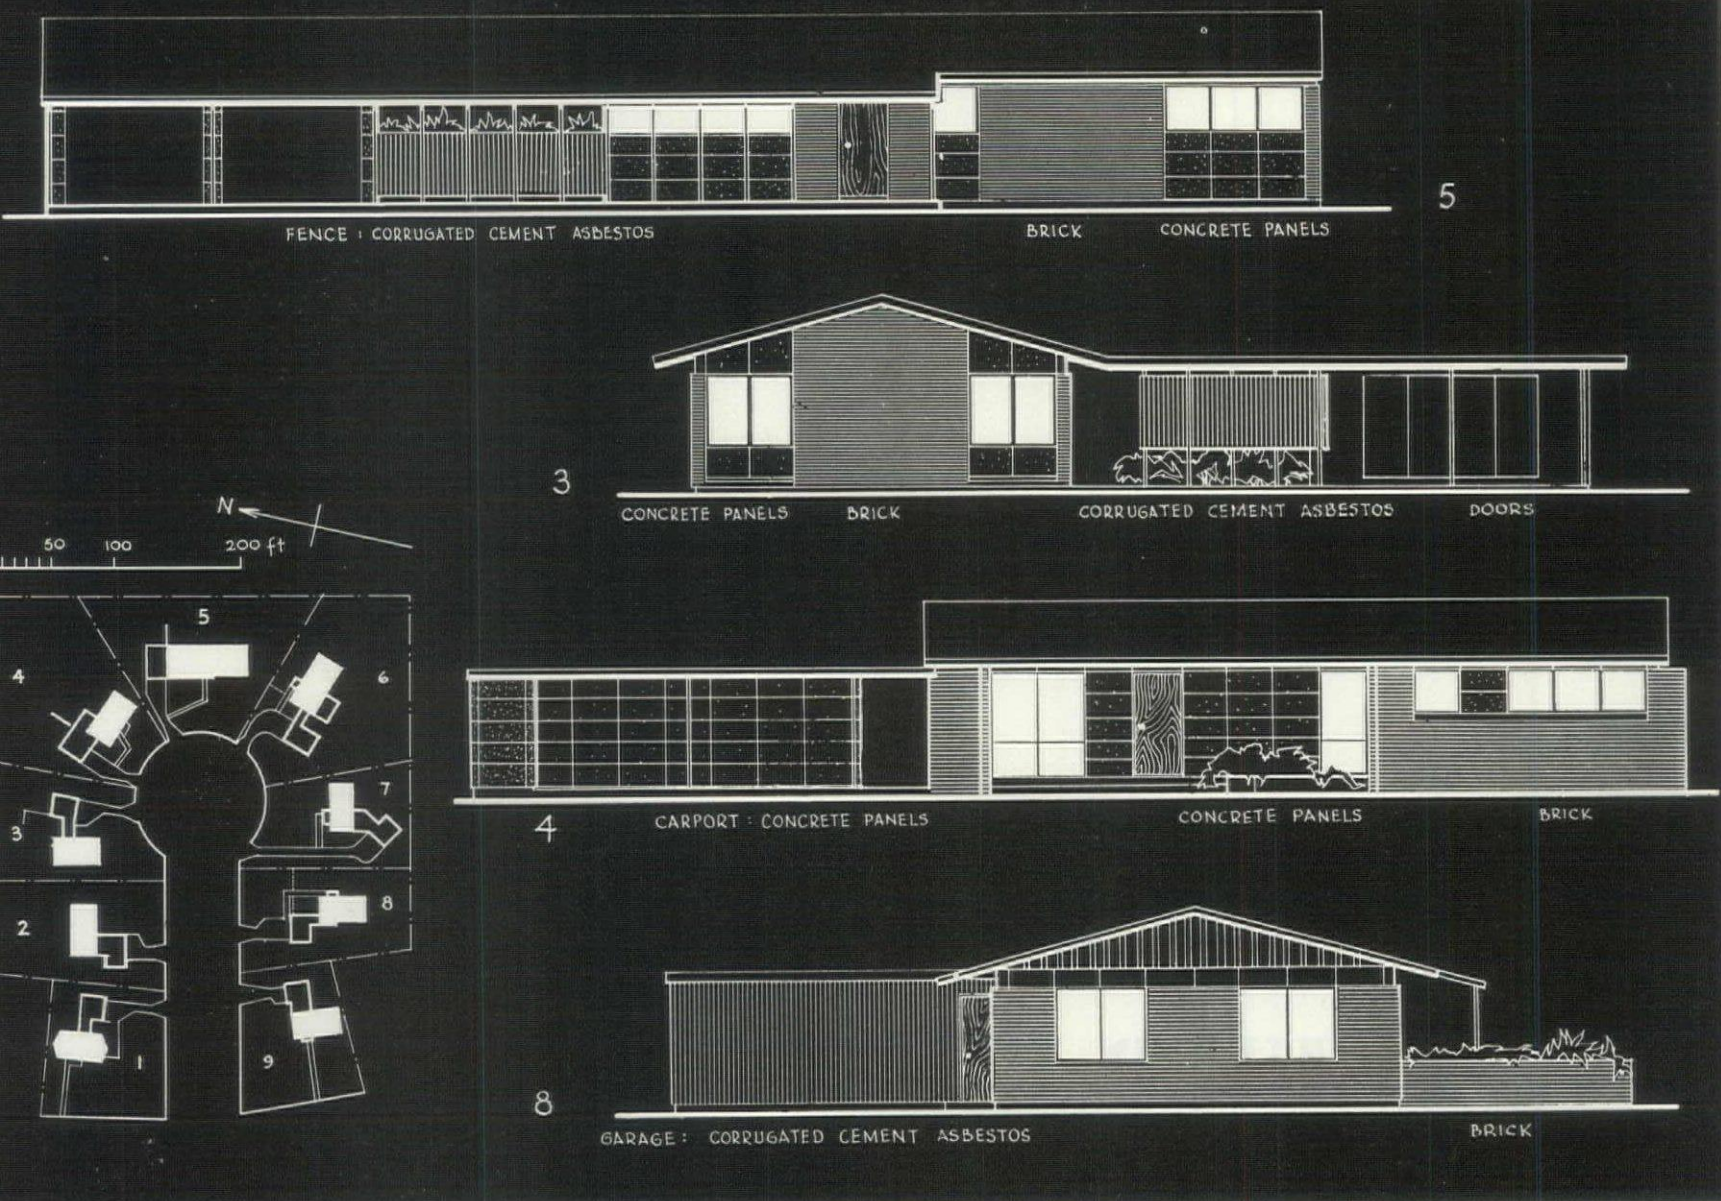 5
FENCE : CORRUGATED CEMENT ASBESTOS BRICK CONCRETE PANELS
3
CONCRETE PANELS BRICK CORRUGATED CEMENT ASBESTOS DOORS
N
50 100 200 ft
5
4
6
7
3
8
2
1
9
4
CARPORT : CONCRETE PANELS CONCRETE PANELS BRICK
8
GARAGE : CORRUGATED CEMENT ASBESTOS BRICK